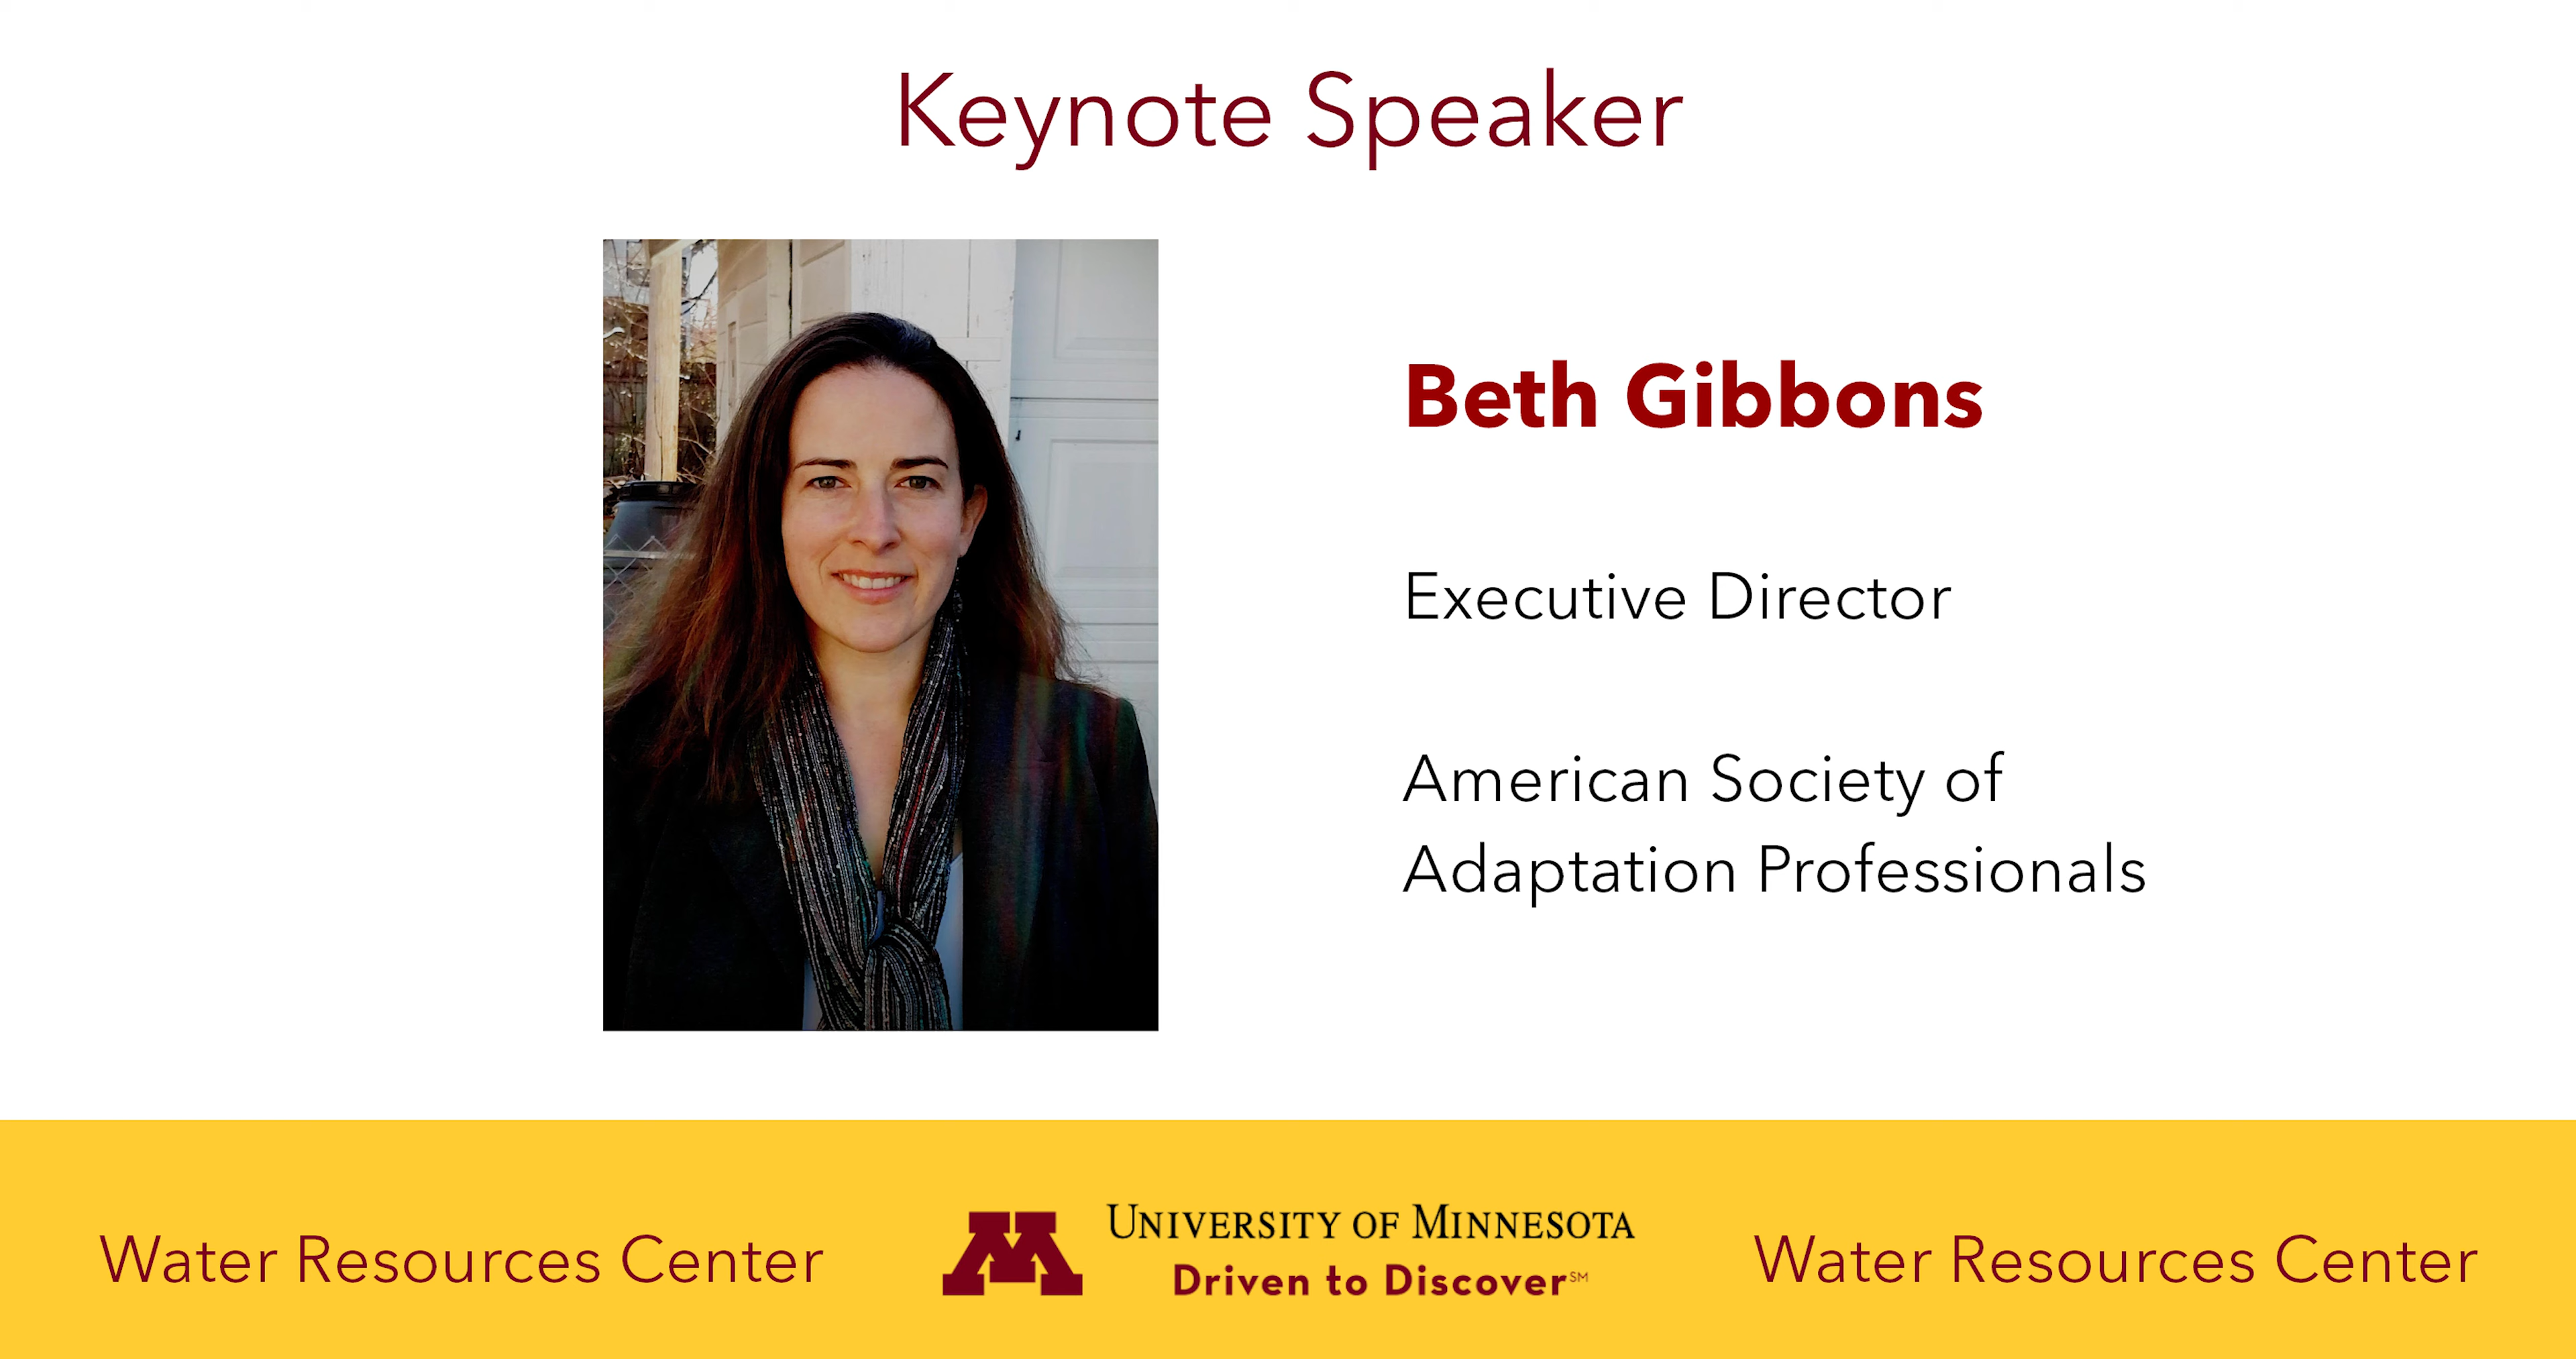 Keynote Speaker
Beth Gibbons
Executive Director
American Society of
Adaptation Professionals
Water Resources Center
M
UNIVERSITY OF MINNESOTA
Driven to Discover℠
Water Resources Center